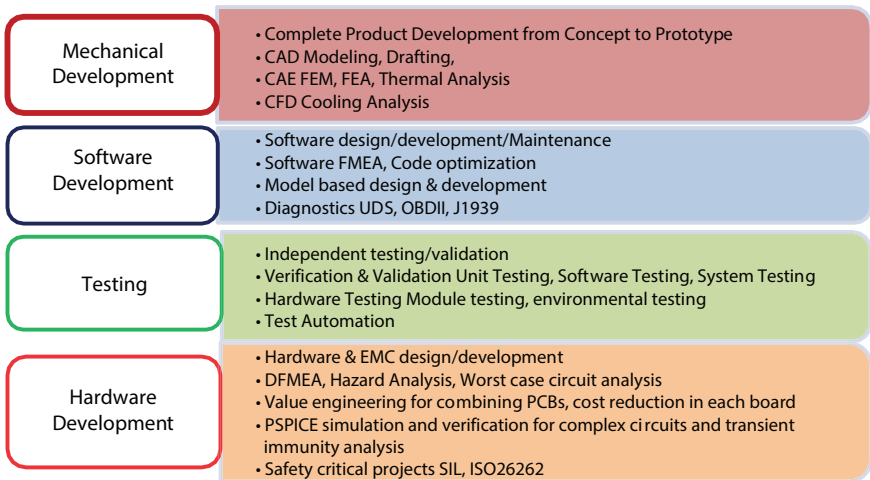 Mechanical
Development
• Complete Product Development from Concept to Prototype
• CAD Modeling, Drafting,
• CAE FEM, FEA, Thermal Analysis
• CFD Cooling Analysis
Software
Development
• Software design/development/Maintenance
• Software FMEA, Code optimization
• Model based design & development
• Diagnostics UDS, OBDII, J1939
Testing
• Independent testing/validation
• Verification & Validation Unit Testing, Software Testing, System Testing
• Hardware Testing Module testing, environmental testing
• Test Automation
Hardware
Development
• Hardware & EMC design/development
• DFMEA, Hazard Analysis, Worst case circuit analysis
• Value engineering for combining PCBs, cost reduction in each board
• PSPICE simulation and verification for complex circuits and transient
immunity analysis
• Safety critical projects SIL, ISO26262